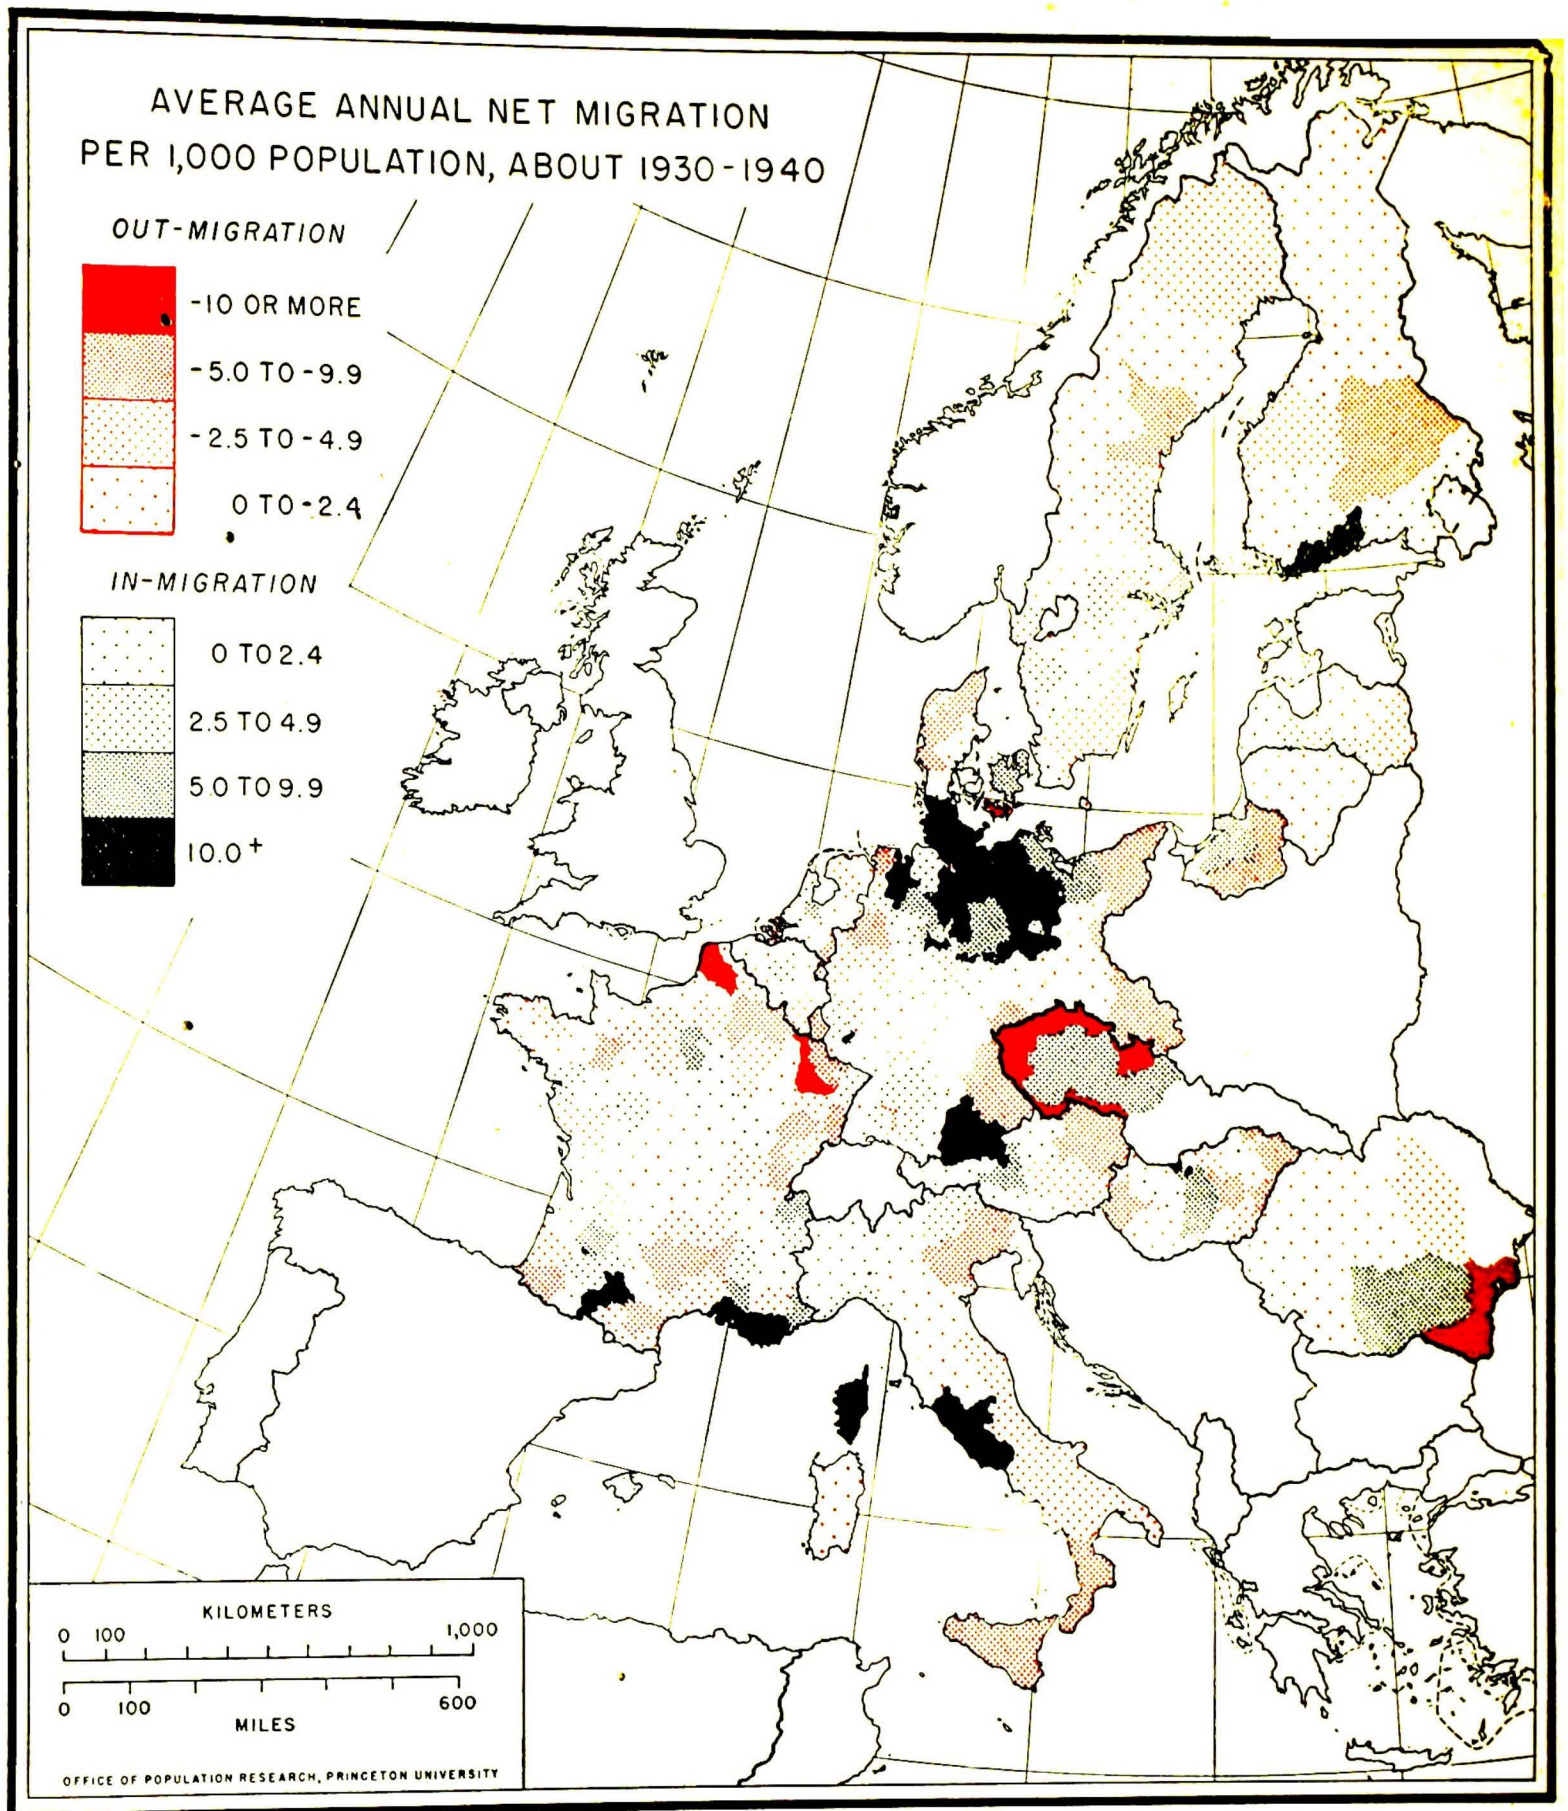 AVERAGE ANNUAL NET MIGRATION
PER 1,000 POPULATION, ABOUT 1930-1940
OUT-MIGRATION
-10 OR MORE
-5.0 TO -9.9
-2.5 TO -4.9
0 TO -2.4
IN-MIGRATION
0 TO 2.4
2.5 TO 4.9
5.0 TO 9.9
10.0+
KILOMETERS
0 100 1,000
0 100 600
MILES
OFFICE OF POPULATION RESEARCH, PRINCETON UNIVERSITY